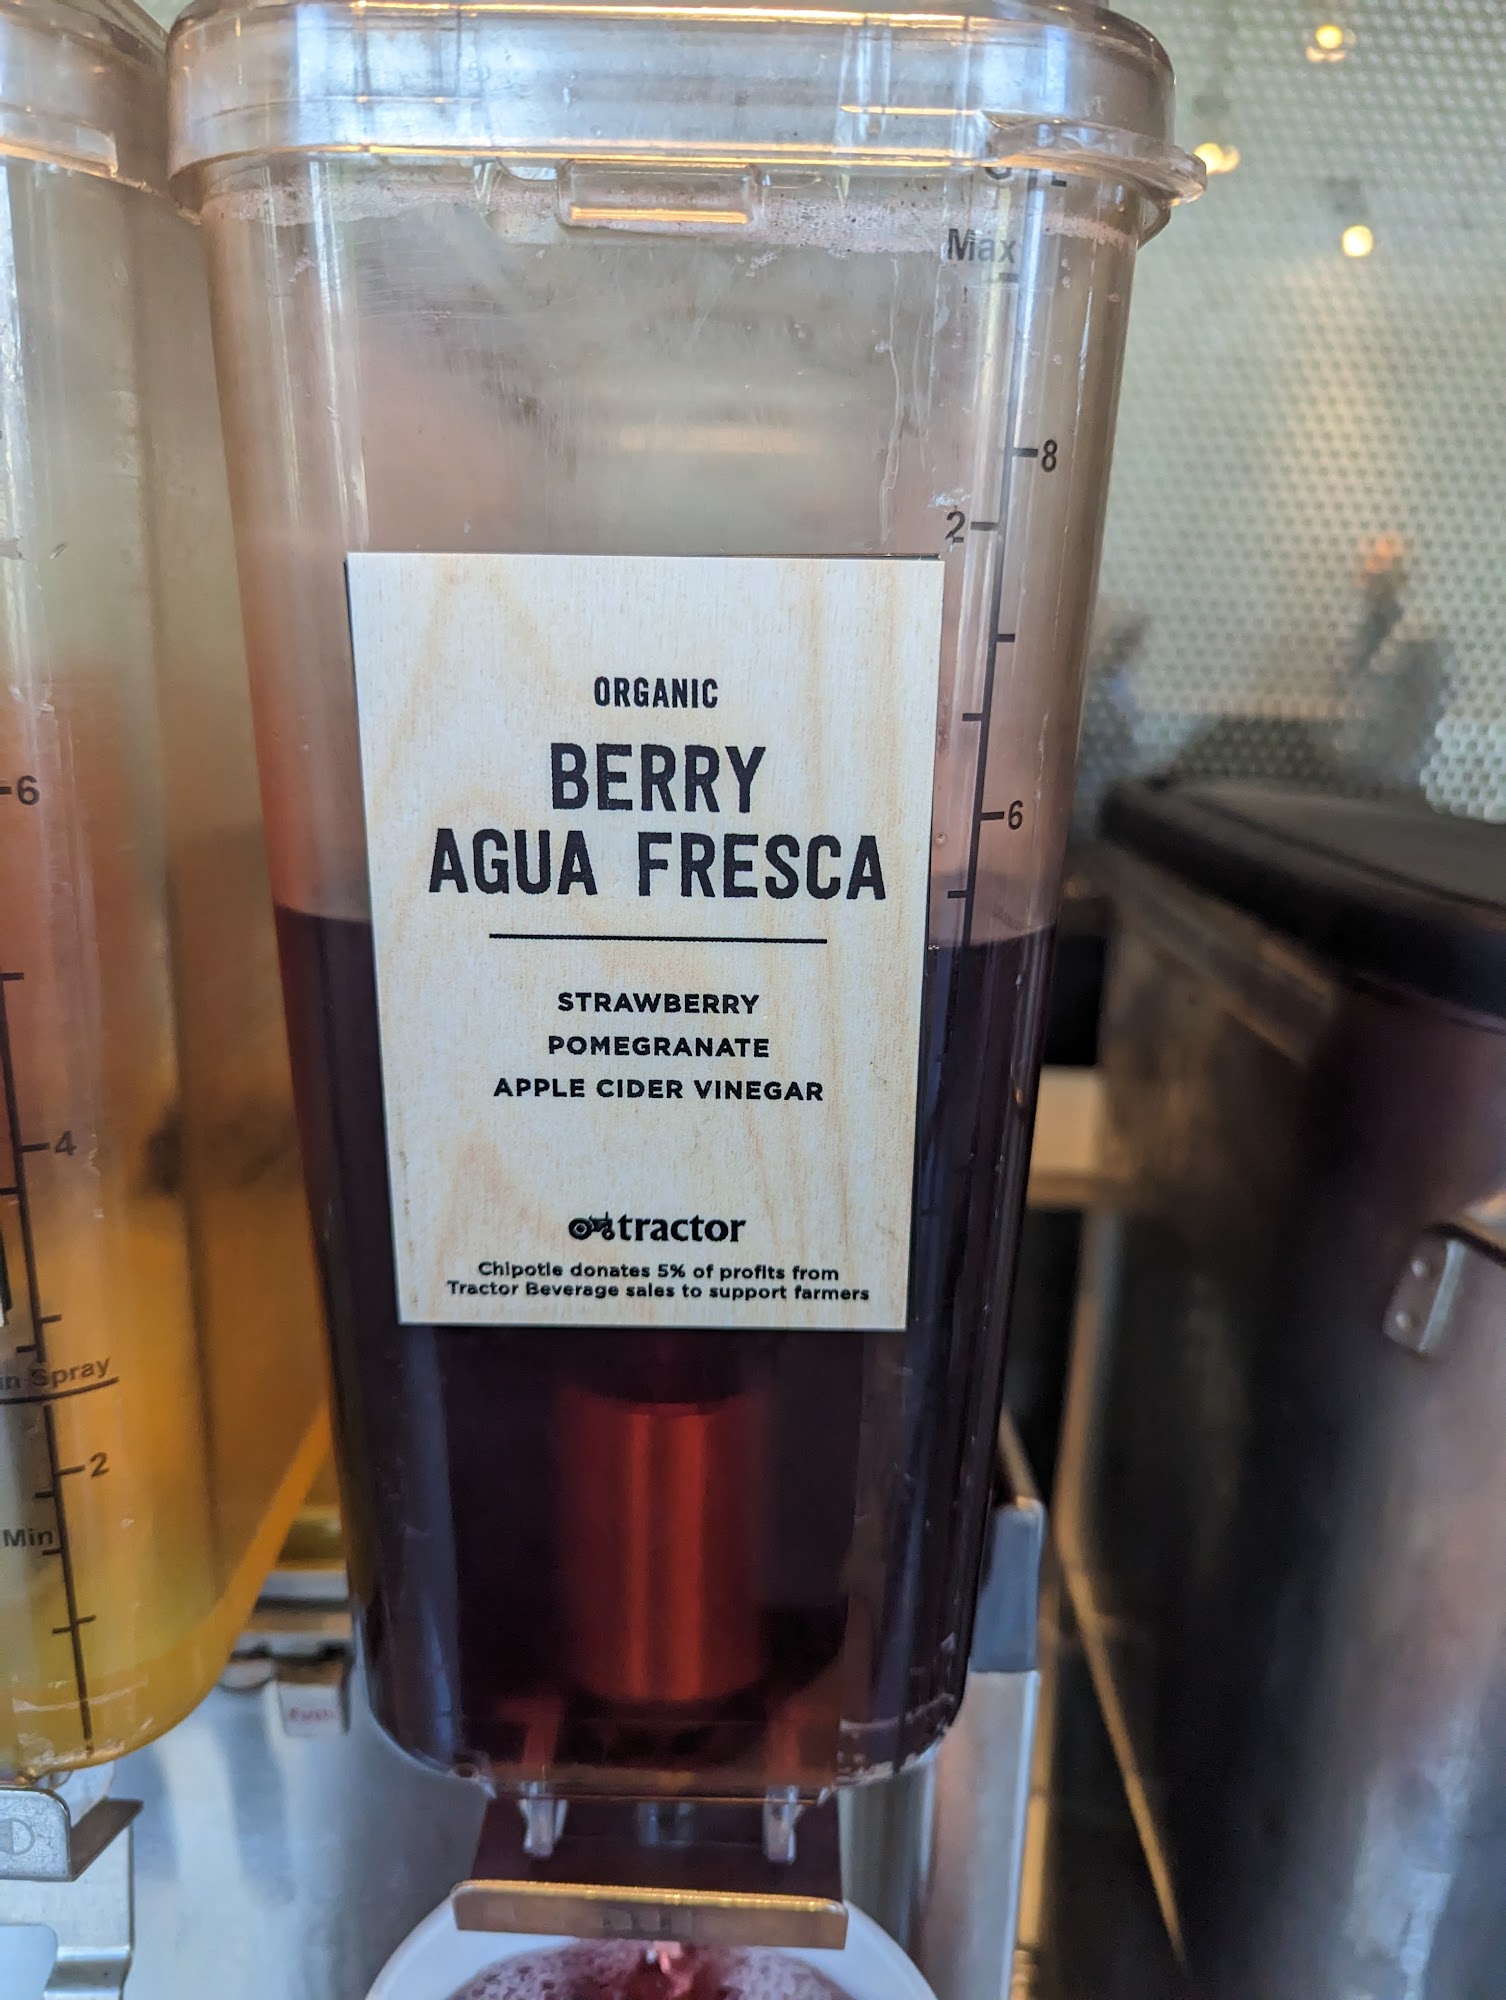 Max
8
2
ORGANIC
BERRY
AGUA FRESCA
STRAWBERRY
POMEGRANATE
APPLE CIDER VINEGAR
tractor
Chipotle donates 5% of profits from
Tractor Beverage sales to support farmers
6
6
4
Spray
2
Min